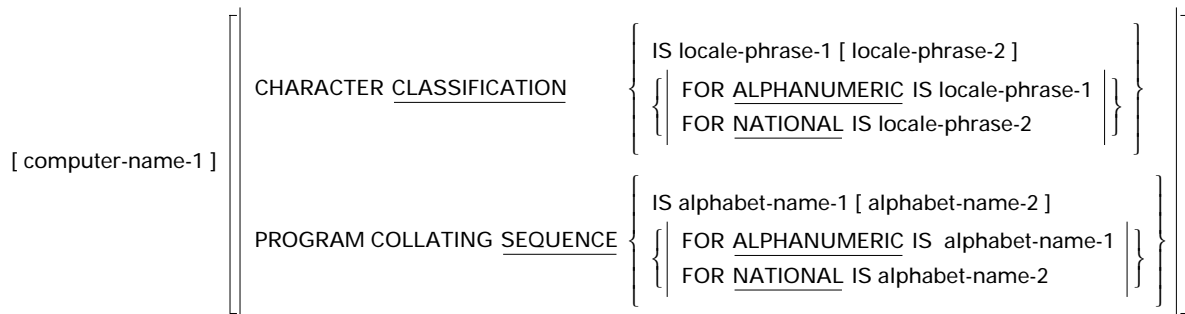 IS locale-phrase-1 [ locale-phrase-2 ]
CHARACTER CLASSIFICATION
FOR ALPHANUMERIC IS locale-phrase-1
FOR NATIONAL IS locale-phrase-2
[ computer-name-1 ]
IS alphabet-name-1 [ alphabet-name-2 ]
PROGRAM COLLATING SEQUENCE
FOR ALPHANUMERIC IS alphabet-name-1
FOR NATIONAL IS alphabet-name-2